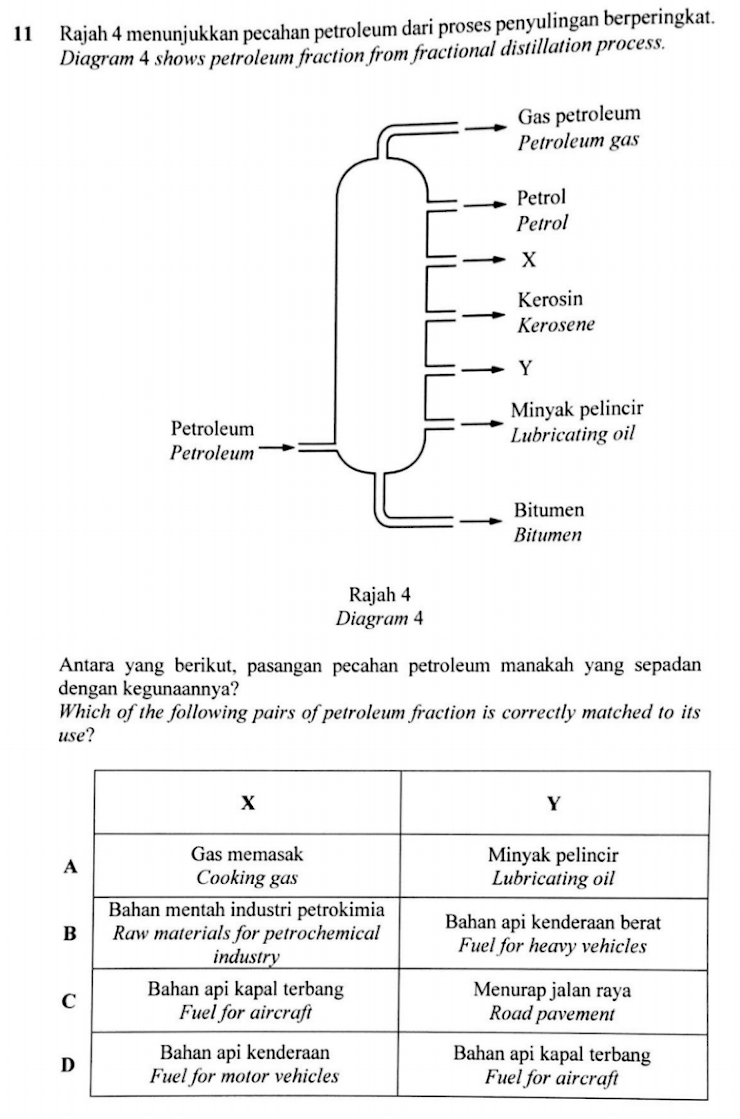 11 Rajah 4 menunjukkan pecahan petroleum dari proses penyulingan berperingkat.
Diagram 4 shows petroleum fraction from fractional distillation process.
Gas petroleum
Petroleum gas
Petrol
Petrol
X
Kerosin
Kerosene
Y
Minyak pelincir
Lubricating oil
Petroleum
Petroleum
Bitumen
Bitumen
Rajah 4
Diagram 4
Antara yang berikut, pasangan pecahan petroleum manakah yang sepadan
dengan kegunaannya?
Which of the following pairs of petroleum fraction is correctly matched to its
use?
X Y
A
Gas memasak
Cooking gas
Minyak pelincir
Lubricating oil
B
Bahan mentah industri petrokimia
Raw materials for petrochemical
industry
Bahan api kenderaan berat
Fuel for heavy vehicles
C
Bahan api kapal terbang
Fuel for aircraft
Menurap jalan raya
Road pavement
D
Bahan api kenderaan
Fuel for motor vehicles
Bahan api kapal terbang
Fuel for aircraft